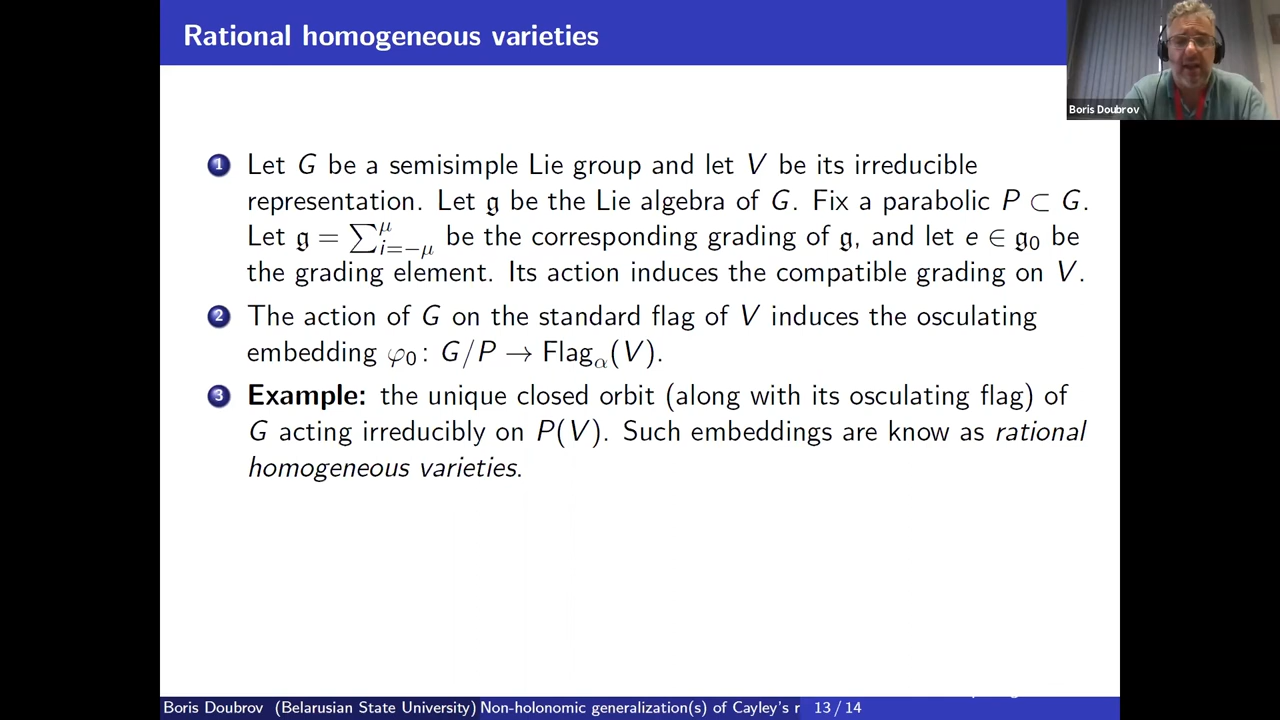 Rational homogeneous varieties
Boris Doubrov
1 Let G be a semisimple Lie group and let V be its irreducible
representation. Let 𝔤 be the Lie algebra of G. Fix a parabolic P ⊂ G.
Let 𝔤 = ∑_{i=−μ}^{μ} be the corresponding grading of 𝔤, and let e ∈ 𝔤₀ be
the grading element. Its action induces the compatible grading on V.
2 The action of G on the standard flag of V induces the osculating
embedding φ₀: G/P → Flag_α(V).
3 Example: the unique closed orbit (along with its osculating flag) of
G acting irreducibly on P(V). Such embeddings are know as rational
homogeneous varieties.
Boris Doubrov (Belarusian State University) Non-holonomic generalization(s) of Cayley's r 13 / 14